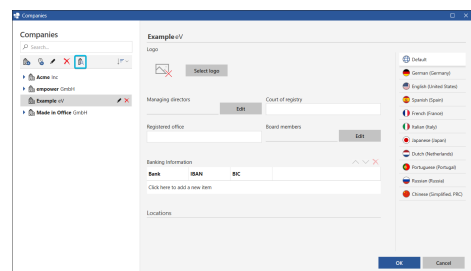 Companies
Companies
Search...
Acme inc
empower GmbH
Example eV
Made in Office GmbH
Example eV
Logo
Select logo
Managing directors
Edit
Court of registry
Registered office
Board members
Edit
Banking information
Bank IBAN BIC
Click here to add a new item
Locations
Default
German (Germany)
English (United States)
Spanish (Spain)
French (France)
Italian (Italy)
Japanese (Japan)
Dutch (Netherlands)
Portuguese (Portugal)
Russian (Russia)
Chinese (Simplified, PRC)
OK Cancel